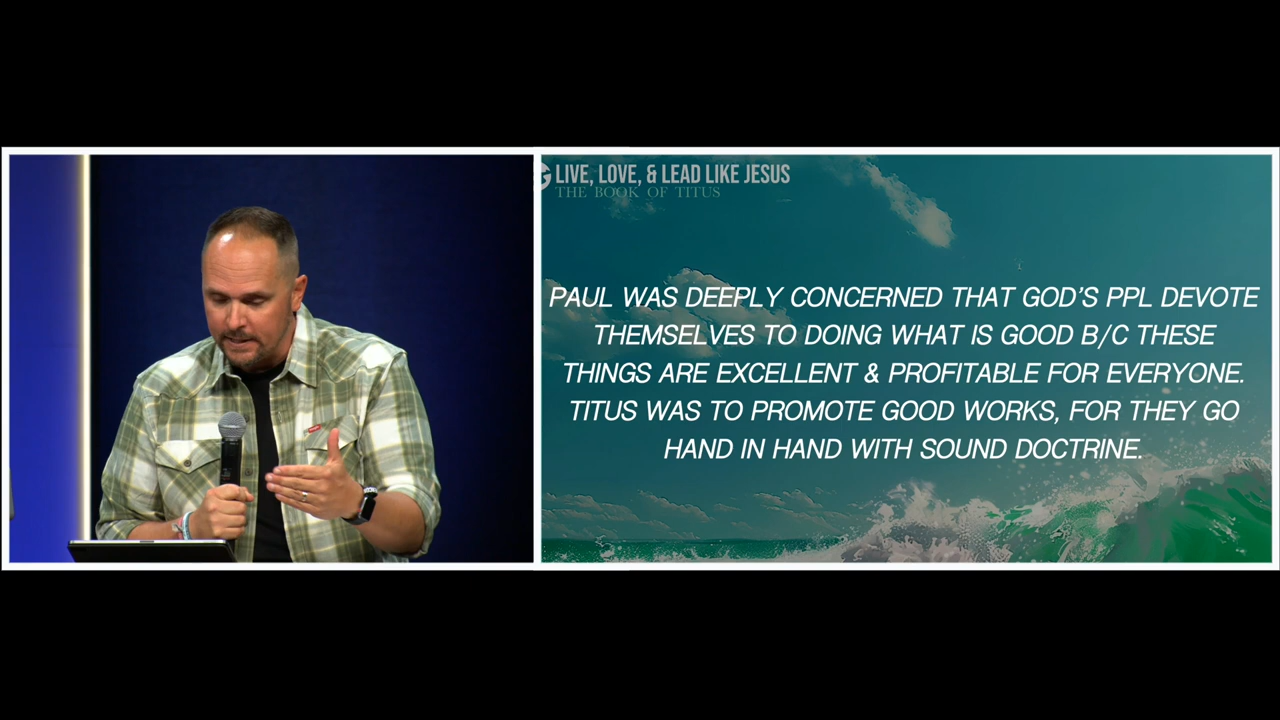 LIVE, LOVE, & LEAD LIKE JESUS
THE BOOK OF TITUS
PAUL WAS DEEPLY CONCERNED THAT GOD'S PPL DEVOTE
THEMSELVES TO DOING WHAT IS GOOD B/C THESE
THINGS ARE EXCELLENT & PROFITABLE FOR EVERYONE.
TITUS WAS TO PROMOTE GOOD WORKS, FOR THEY GO
HAND IN HAND WITH SOUND DOCTRINE.